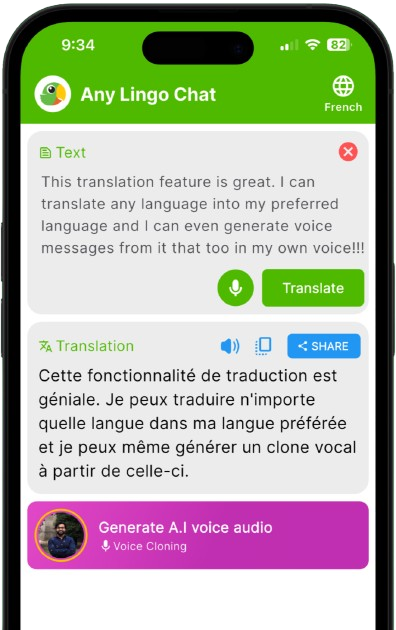 9:34
82
Any Lingo Chat
French
Text
This translation feature is great. I can
translate any language into my preferred
language and I can even generate voice
messages from it that too in my own voice!!!
Translate
Translation
SHARE
Cette fonctionnalité de traduction est
géniale. Je peux traduire n'importe
quelle langue dans ma langue préférée
et je peux même générer un clone vocal
à partir de celle-ci.
Generate A.I voice audio
Voice Cloning